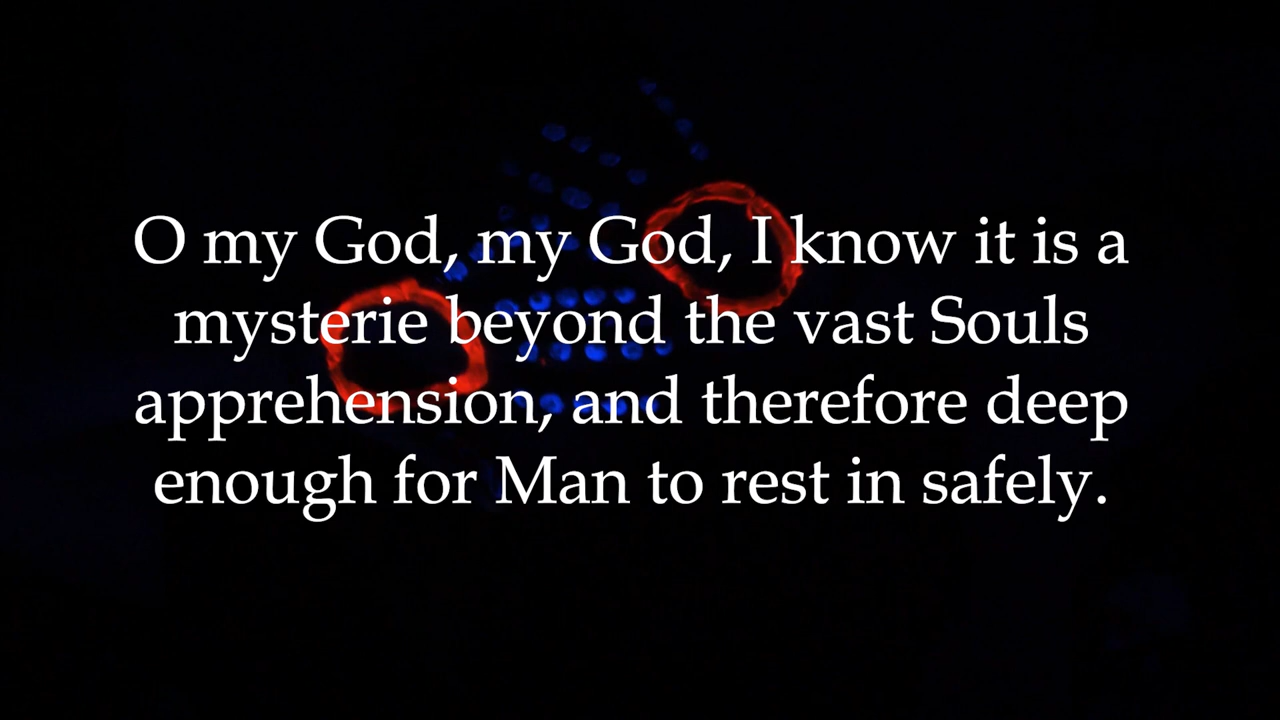 O my God, my God, I know it is a
mysterie beyond the vast Souls
apprehension, and therefore deep
enough for Man to rest in safely.